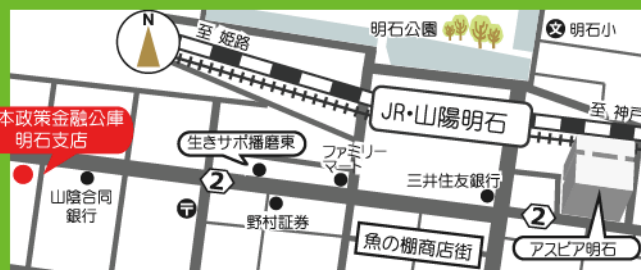 N
至 姫路
明石公園
文 明石小
JR・山陽明石
至 神戸
本政策金融公庫
明石支店
生きサポ播磨東
ファミリー
マート
三井住友銀行
山陰合同
銀行
2
〒
野村証券
魚の棚商店街
2
アスピア明石